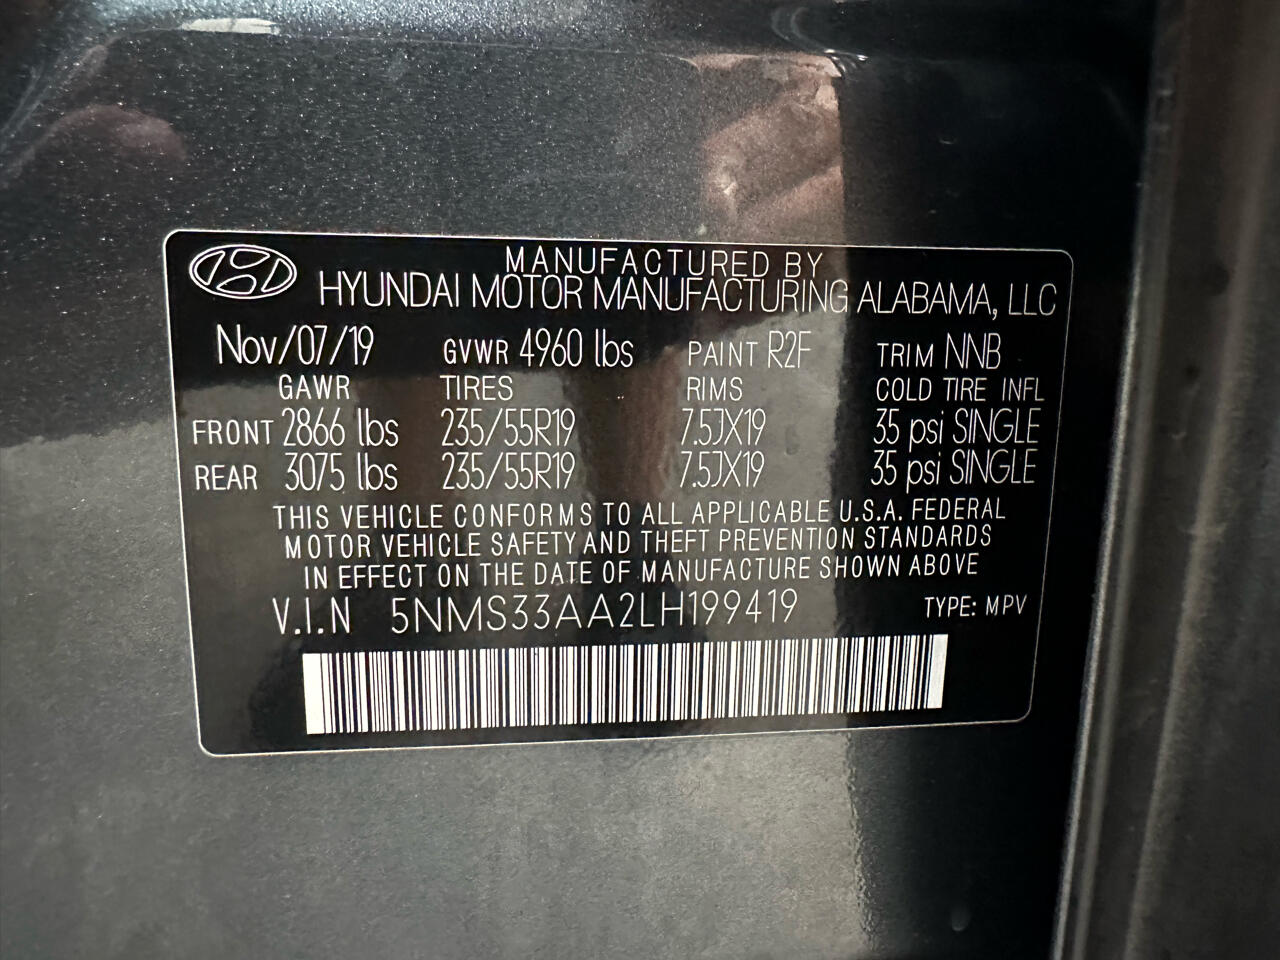 MANUFACTURED BY
HYUNDAI MOTOR MANUFACTURING ALABAMA, LLC
Nov/07/19 GVWR 4960 lbs PAINT R2F TRIM NNB
GAWR TIRES RIMS COLD TIRE INFL
FRONT 2866 lbs 235/55R19 7.5JX19 35 psi SINGLE
REAR 3075 lbs 235/55R19 7.5JX19 35 psi SINGLE
THIS VEHICLE CONFORMS TO ALL APPLICABLE U.S.A. FEDERAL
MOTOR VEHICLE SAFETY AND THEFT PREVENTION STANDARDS
IN EFFECT ON THE DATE OF MANUFACTURE SHOWN ABOVE
V.I.N 5NMS33AA2LH199419 TYPE: MPV